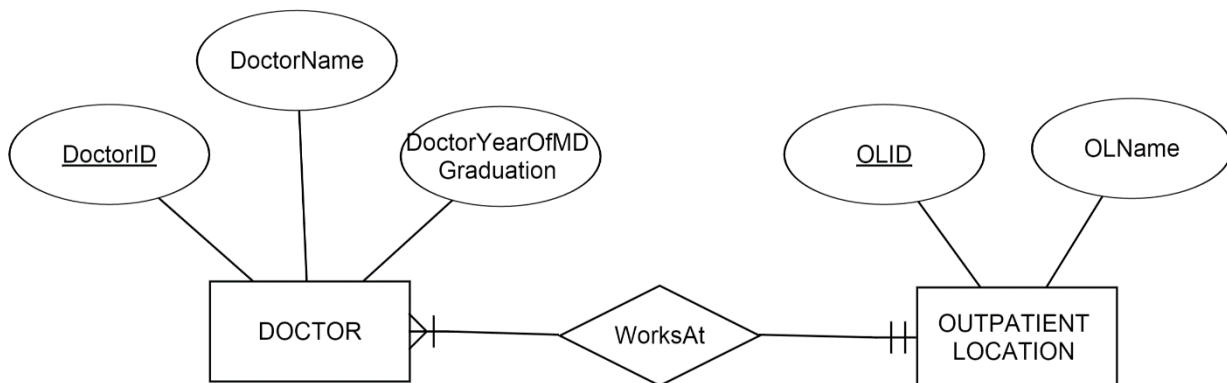 DoctorName
DoctorID
DoctorYearOfMD
Graduation
OLID
OLName
DOCTOR
WorksAt
OUTPATIENT
LOCATION